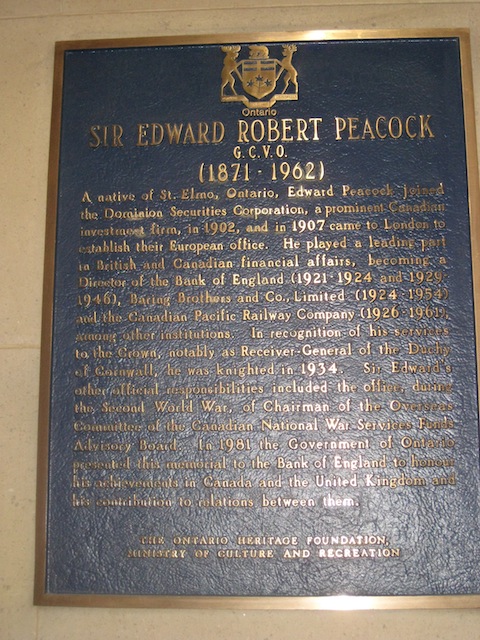 Ontario
SIR EDWARD ROBERT PEACOCK
G.C.V.O.
(1871 - 1962)
A native of St. Elmo, Ontario, Edward Peacock joined
the Dominion Securities Corporation, a prominent Canadian
investment firm, in 1902, and in 1907 came to London to
establish their European office. He played a leading part
in British and Canadian financial affairs, becoming a
Director of the Bank of England (1921-1924 and 1929-
1946), Baring Brothers and Co., Limited (1924-1954)
and the Canadian Pacific Railway Company (1926-1961),
among other institutions. In recognition of his services
to the Crown, notably as Receiver-General of the Duchy
of Cornwall, he was knighted in 1934. Sir Edward's
other official responsibilities included the office, during
the Second World War, of Chairman of the Overseas
Committee of the Canadian National War Services Funds
Advisory Board. In 1981 the Government of Ontario
presented this memorial to the Bank of England to honour
his achievements in Canada and the United Kingdom and
his contribution to relations between them.
THE ONTARIO HERITAGE FOUNDATION,
MINISTRY OF CULTURE AND RECREATION